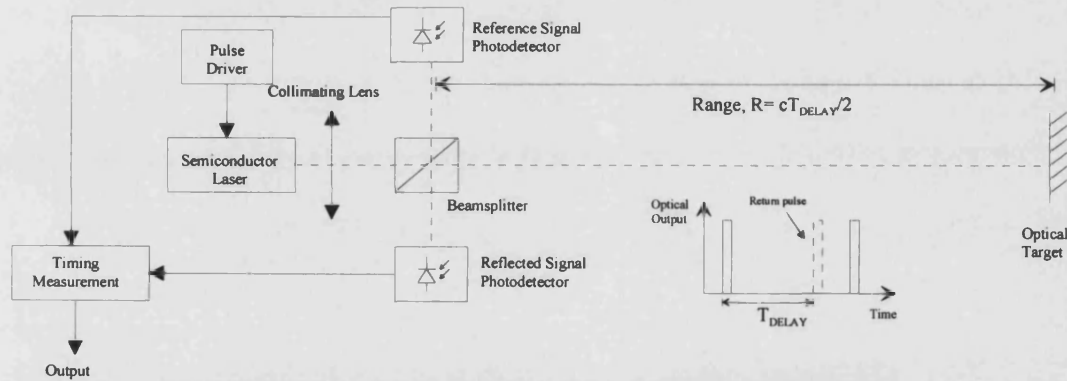 Reference Signal
Photodetector
Pulse
Driver
Collimating Lens
Range, R= cT_DELAY/2
Semiconductor
Laser
Beamsplitter
Optical
Output
Return pulse
Optical
Target
Timing
Measurement
Reflected Signal
Photodetector
T_DELAY
Time
Output